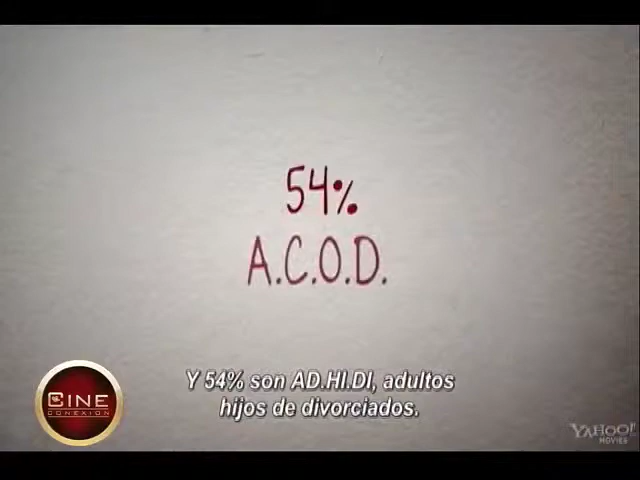 54%
A.C.O.D.
Y 54% son AD.HI.DI, adultos
hijos de divorciados.
CINE
CONEXION
YAHOO!
MOVIES